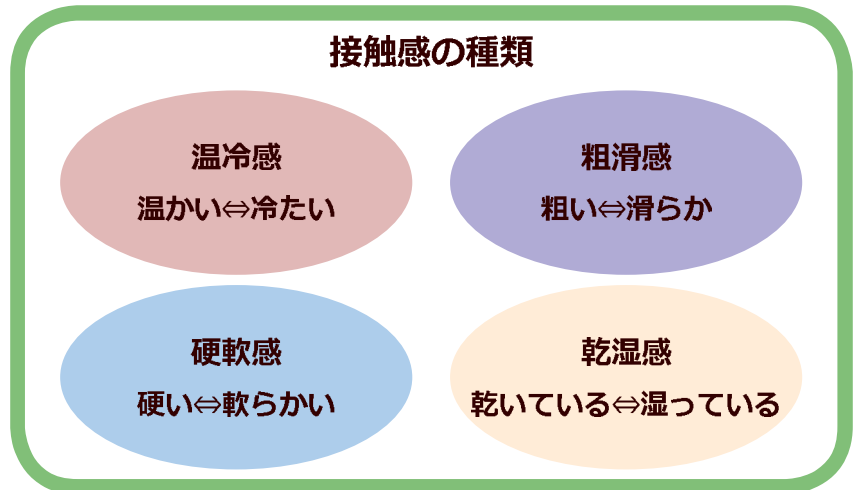 接触感の種類
温冷感
温かい⇔冷たい
粗滑感
粗い⇔滑らか
硬軟感
硬い⇔軟らかい
乾湿感
乾いている⇔湿っている